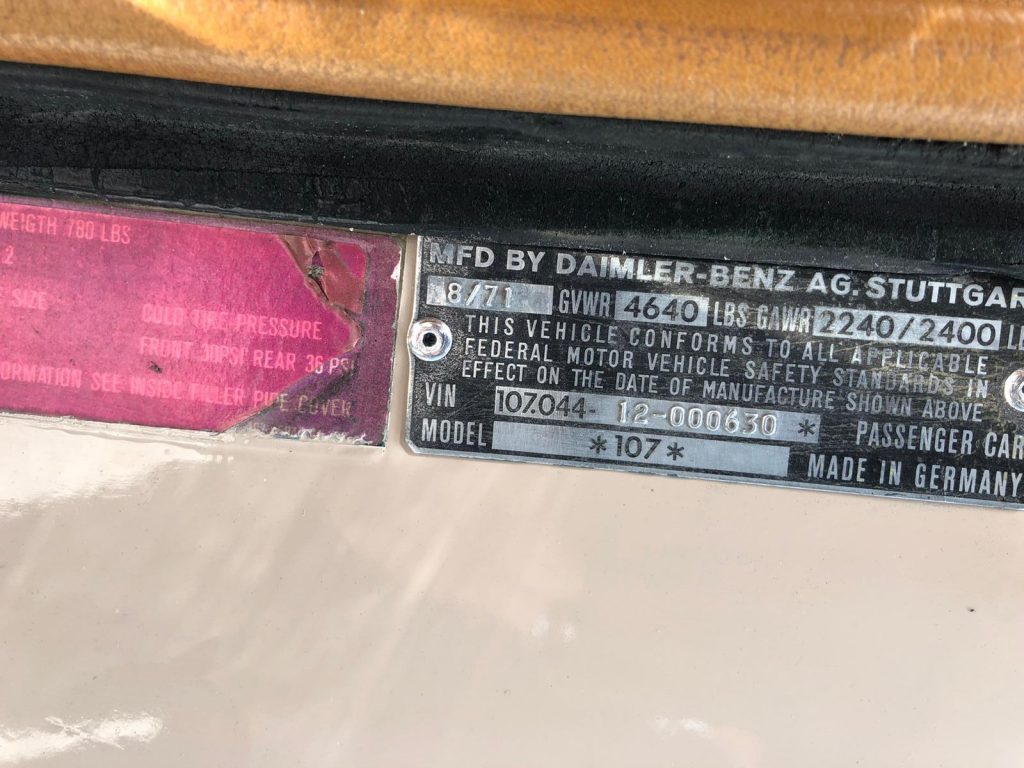 WEIGTH 780 LBS
.2
SIZE
COLD TIRE PRESSURE
FRONT 30PSI REAR 36 PSI
ORMATION SEE INSIDE FILLER PIPE COVER
MFD BY DAIMLER-BENZ AG. STUTTGAR
8/71 GVWR 4640 LBS GAWR 2240/2400 LB
THIS VEHICLE CONFORMS TO ALL APPLICABLE
FEDERAL MOTOR VEHICLE SAFETY STANDARDS IN
EFFECT ON THE DATE OF MANUFACTURE SHOWN ABOVE
VIN 107.044-12-000630 * PASSENGER CAR
MODEL *107* MADE IN GERMANY